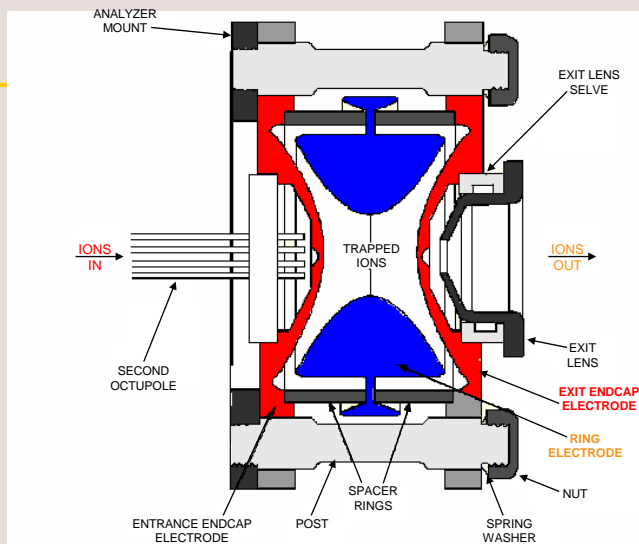 ANALYZER
MOUNT
EXIT LENS
SELVE
TRAPPED
IONS
IONS
IN
IONS
OUT
SECOND
OCTUPOLE
EXIT
LENS
EXIT ENDCAP
ELECTRODE
RING
ELECTRODE
SPACER
RINGS
NUT
ENTRANCE ENDCAP
ELECTRODE
POST
SPRING
WASHER